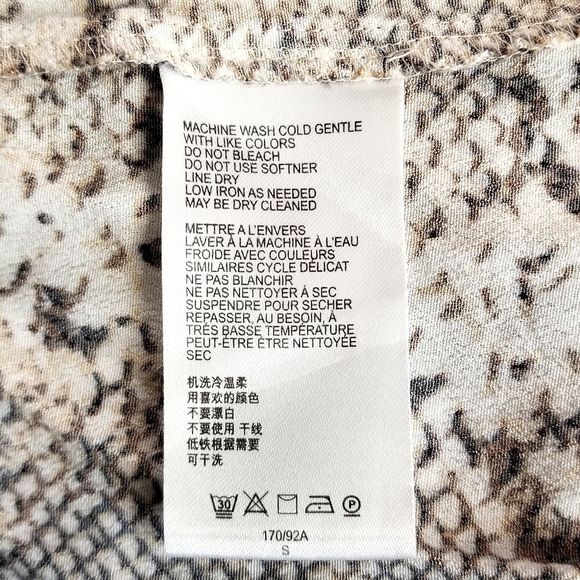 MACHINE WASH COLD GENTLE
WITH LIKE COLORS
DO NOT BLEACH
DO NOT USE SOFTNER
LINE DRY
LOW IRON AS NEEDED
MAY BE DRY CLEANED
METTRE A L'ENVERS
LAVER À LA MACHINE À L'EAU
FROIDE AVEC COULEURS
SIMILAIRES CYCLE DÉLICAT
NE PAS BLANCHIR
NE PAS NETTOYER À SEC
SUSPENDRE POUR SECHER
REPASSER, AU BESOIN, À
TRÉS BASSE TEMPÉRATURE
PEUT-ÊTRE ÊTRE NETTOYÉE
SEC
机洗冷温柔
用喜欢的颜色
不要漂白
不要使用 干线
低铁根据需要
可干洗
30 P
170/92A
S